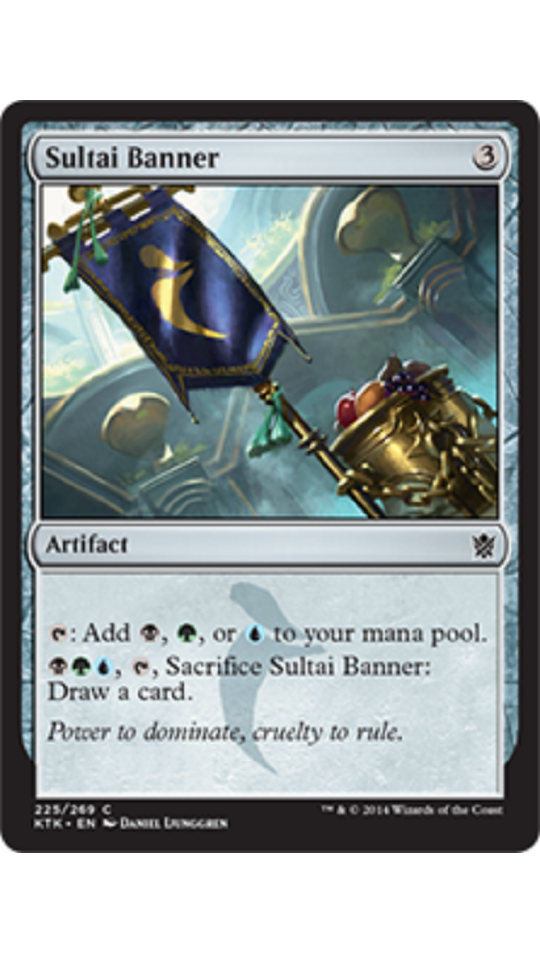 Sultai Banner 3
Artifact
: Add , , or to your mana pool.
, , Sacrifice Sultai Banner:
Draw a card.
Power to dominate, cruelty to rule.
225/269 C ™ & © 2014 Wizards of the Coast
KTK • EN Daniel Ljunggren